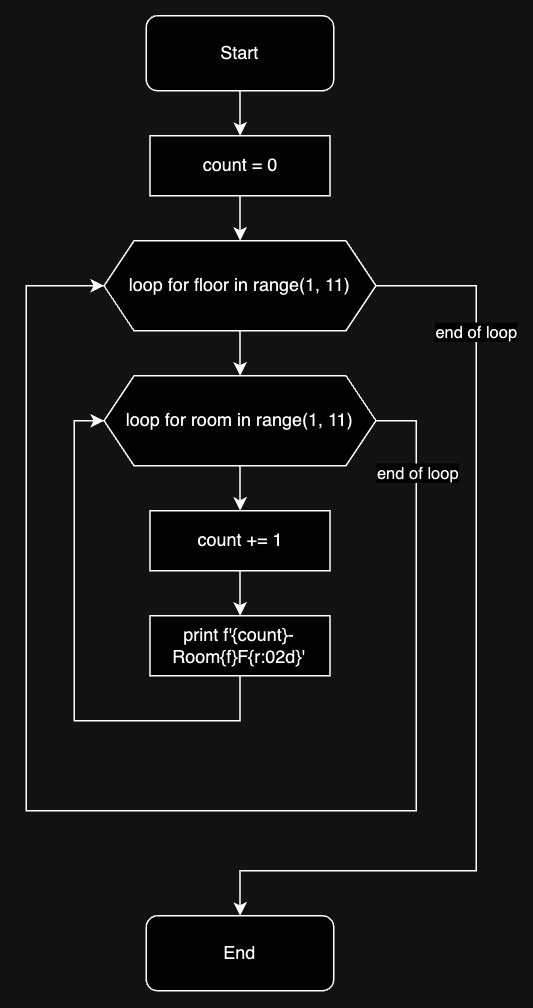 Start
count = 0
loop for floor in range(1, 11)
end of loop
loop for room in range(1, 11)
end of loop
count += 1
print f'{count}-
Room{f}F{r:02d}'
End